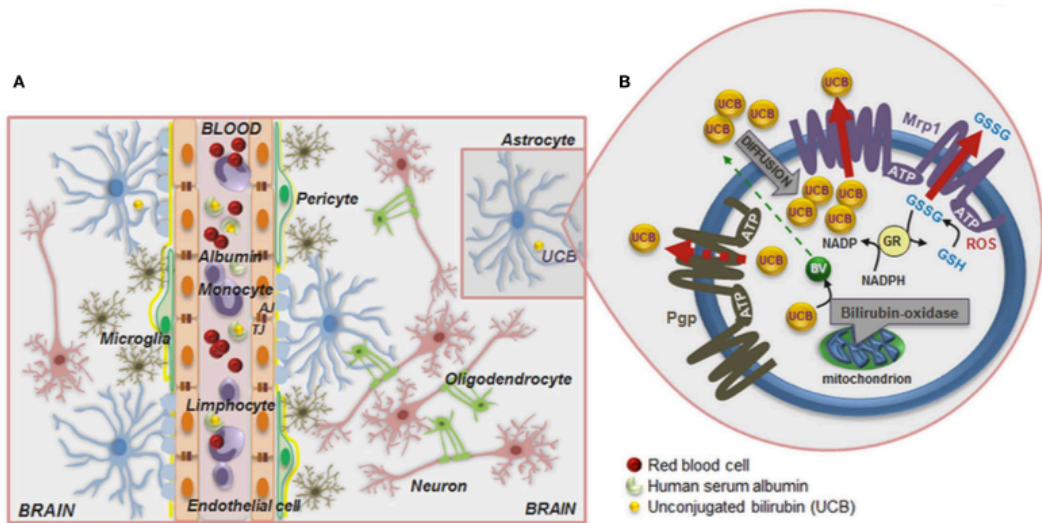 A
BLOOD
Astrocyte
Pericyte
UCB
Albumin
Monocyte
AJ
TJ
Microglia
Oligodendrocyte
Limphocyte
Neuron
BRAIN
Endothelial cell
BRAIN
B
UCB
UCB
UCB
UCB
UCB
Mrp1
GSSG
DIFFUSION
ATP
UCB
UCB
UCB
UCB
UCB
GSSG
ATP
ROS
ATP
UCB
UCB
NADP
GR
GSH
BV
NADPH
ATP
Pgp
UCB
Bilirubin-oxidase
mitochondrion
Red blood cell
Human serum albumin
Unconjugated bilirubin (UCB)